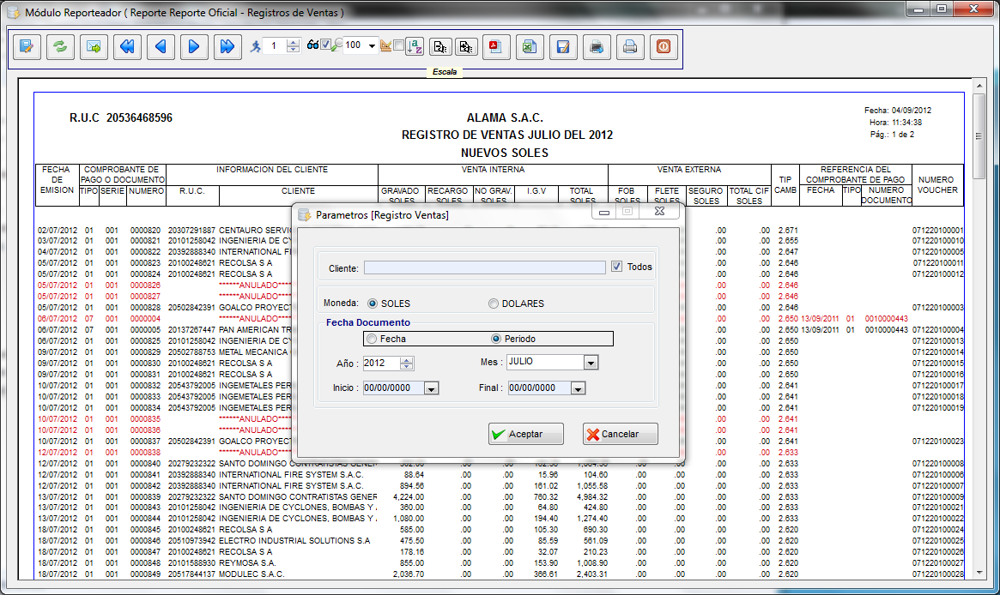 Módulo Reporteador ( Reporte Reporte Oficial - Registros de Ventas )
1 100
Escala
R.U.C 20536468596
ALAMA S.A.C.
REGISTRO DE VENTAS JULIO DEL 2012
NUEVOS SOLES
Fecha: 04/09/2012
Hora: 11:34:38
Pág.: 1 de 2
FECHA DE EMISION
COMPROBANTE DE PAGO O DOCUMENTO
TIPO SERIE NUMERO
INFORMACION DEL CLIENTE
R.U.C. CLIENTE
VENTA INTERNA
GRAVADO SOLES RECARGO SOLES NO GRAV. SOLES I.G.V TOTAL SOLES
VENTA EXTERNA
FOB SOLES FLETE SOLES SEGURO SOLES TOTAL CIF SOLES
TIP CAMB
REFERENCIA DEL COMPROBANTE DE PAGO
FECHA TIPO NUMERO DOCUMENTO
NUMERO VOUCHER
02/07/2012 01 001 0000820 20307291887 CENTAURO SERVIC .00 .00 2.671 071220100001
03/07/2012 01 001 0000821 20101258042 INGENIERIA DE CY .00 .00 2.655 071220100010
04/07/2012 01 001 0000822 20392888340 INTERNATIONAL FI .00 .00 2.647 071220100005
05/07/2012 01 001 0000823 20100248621 RECOLSA S A .00 .00 2.646 071220100011
05/07/2012 01 001 0000824 20100248621 RECOLSA S A .00 .00 2.646 071220100012
05/07/2012 01 001 0000826 ******ANULADO**** .00 .00 2.646
05/07/2012 01 001 0000827 ******ANULADO**** .00 .00 2.646
05/07/2012 01 001 0000828 20502842391 GOALCO PROYECT .00 .00 2.646 071220100003
06/07/2012 07 001 0000004 ******ANULADO**** .00 .00 2.650 13/09/2011 01 0010000443
06/07/2012 07 001 0000005 20137267447 PAN AMERICAN TR .00 .00 2.650 13/09/2011 01 0010000443 071220100004
06/07/2012 01 001 0000825 20101258042 INGENIERIA DE CY .00 .00 2.650 071220100013
09/07/2012 01 001 0000829 20502788753 METAL MECANICA .00 .00 2.650 071220100014
09/07/2012 01 001 0000830 20100248621 RECOLSA S A .00 .00 2.650 071220100015
09/07/2012 01 001 0000831 20100248621 RECOLSA S A .00 .00 2.650 071220100016
10/07/2012 01 001 0000832 20543792005 INGEMETALES PER .00 .00 2.641 071220100017
10/07/2012 01 001 0000833 20543792005 INGEMETALES PER .00 .00 2.641 071220100018
10/07/2012 01 001 0000834 20543792005 INGEMETALES PER .00 .00 2.641 071220100019
10/07/2012 01 001 0000835 ******ANULADO**** .00 .00 2.641
10/07/2012 01 001 0000836 ******ANULADO**** .00 .00 2.641
10/07/2012 01 001 0000837 20502842391 GOALCO PROYECT .00 .00 2.641 071220100023
12/07/2012 01 001 0000838 ******ANULADO**** .00 .00 2.633
12/07/2012 01 001 0000840 20279232322 SANTO DOMINGO CONTRATISTAS GENER .00 .00 2.633 071220100008
12/07/2012 01 001 0000841 20392888340 INTERNATIONAL FIRE SYSTEM S.A.C. 88.64 .00 .00 15.96 104.60 .00 .00 .00 .00 2.633 071220100006
12/07/2012 01 001 0000842 20392888340 INTERNATIONAL FIRE SYSTEM S.A.C. 894.56 .00 .00 161.02 1,055.58 .00 .00 .00 .00 2.633 071220100007
13/07/2012 01 001 0000839 20279232322 SANTO DOMINGO CONTRATISTAS GENER 4,224.00 .00 .00 760.32 4,984.32 .00 .00 .00 .00 2.633 071220100009
13/07/2012 01 001 0000843 20101258042 INGENIERIA DE CYCLONES, BOMBAS Y 360.00 .00 .00 64.80 424.80 .00 .00 .00 .00 2.633 071220100021
13/07/2012 01 001 0000844 20101258042 INGENIERIA DE CYCLONES, BOMBAS Y 1,080.00 .00 .00 194.40 1,274.40 .00 .00 .00 .00 2.633 071220100022
18/07/2012 01 001 0000845 20100248621 RECOLSA S A 585.00 .00 .00 105.30 690.30 .00 .00 .00 .00 2.620 071220100024
18/07/2012 01 001 0000846 20510973942 ELECTRO INDUSTRIAL SOLUTIONS S.A 475.50 .00 .00 85.59 561.09 .00 .00 .00 .00 2.620 071220100025
18/07/2012 01 001 0000847 20100248621 RECOLSA S A 178.16 .00 .00 32.07 210.23 .00 .00 .00 .00 2.620 071220100026
18/07/2012 01 001 0000848 20101588930 REYMOSA S.A. 855.00 .00 .00 153.90 1,008.90 .00 .00 .00 .00 2.620 071220100027
18/07/2012 01 001 0000849 20517844137 MODULEC S.A.C. 2,036.70 .00 .00 366.61 2,403.31 .00 .00 .00 .00 2.620 071220100028
Parametros [Registro Ventas]
Cliente: Todos
Moneda: SOLES DOLARES
Fecha Documento
Fecha Periodo
Año : 2012 Mes : JULIO
Inicio : 00/00/0000 Final : 00/00/0000
Aceptar Cancelar